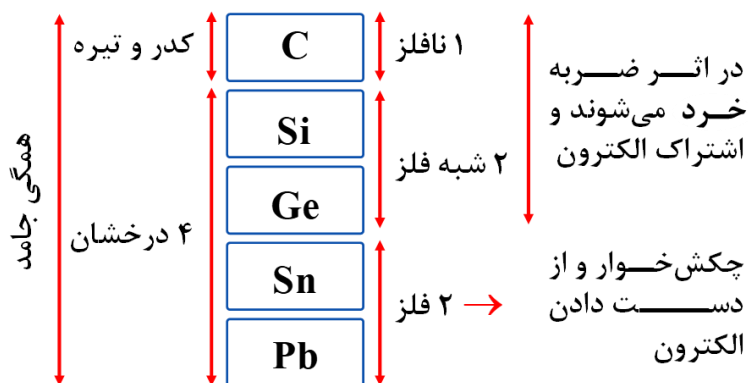 در اثر ضربه
خرد می‌شوند و
اشتراک الکترون
۱ نافلز
C
کدر و تیره
Si
۲ شبه فلز
Ge
۴ درخشان
همگی جامد
Sn
۲ فلز
Pb
چکش‌خوار و از
دست دادن
الکترون